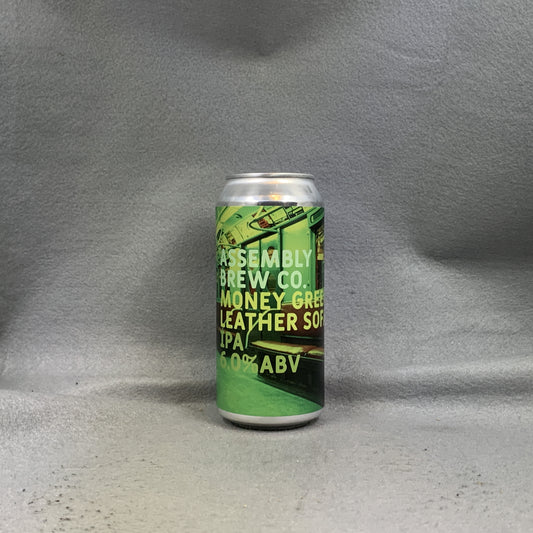 ASSEMBLY
BREW CO.
MONEY GREE
LEATHER SOF
IPA
6.0% ABV